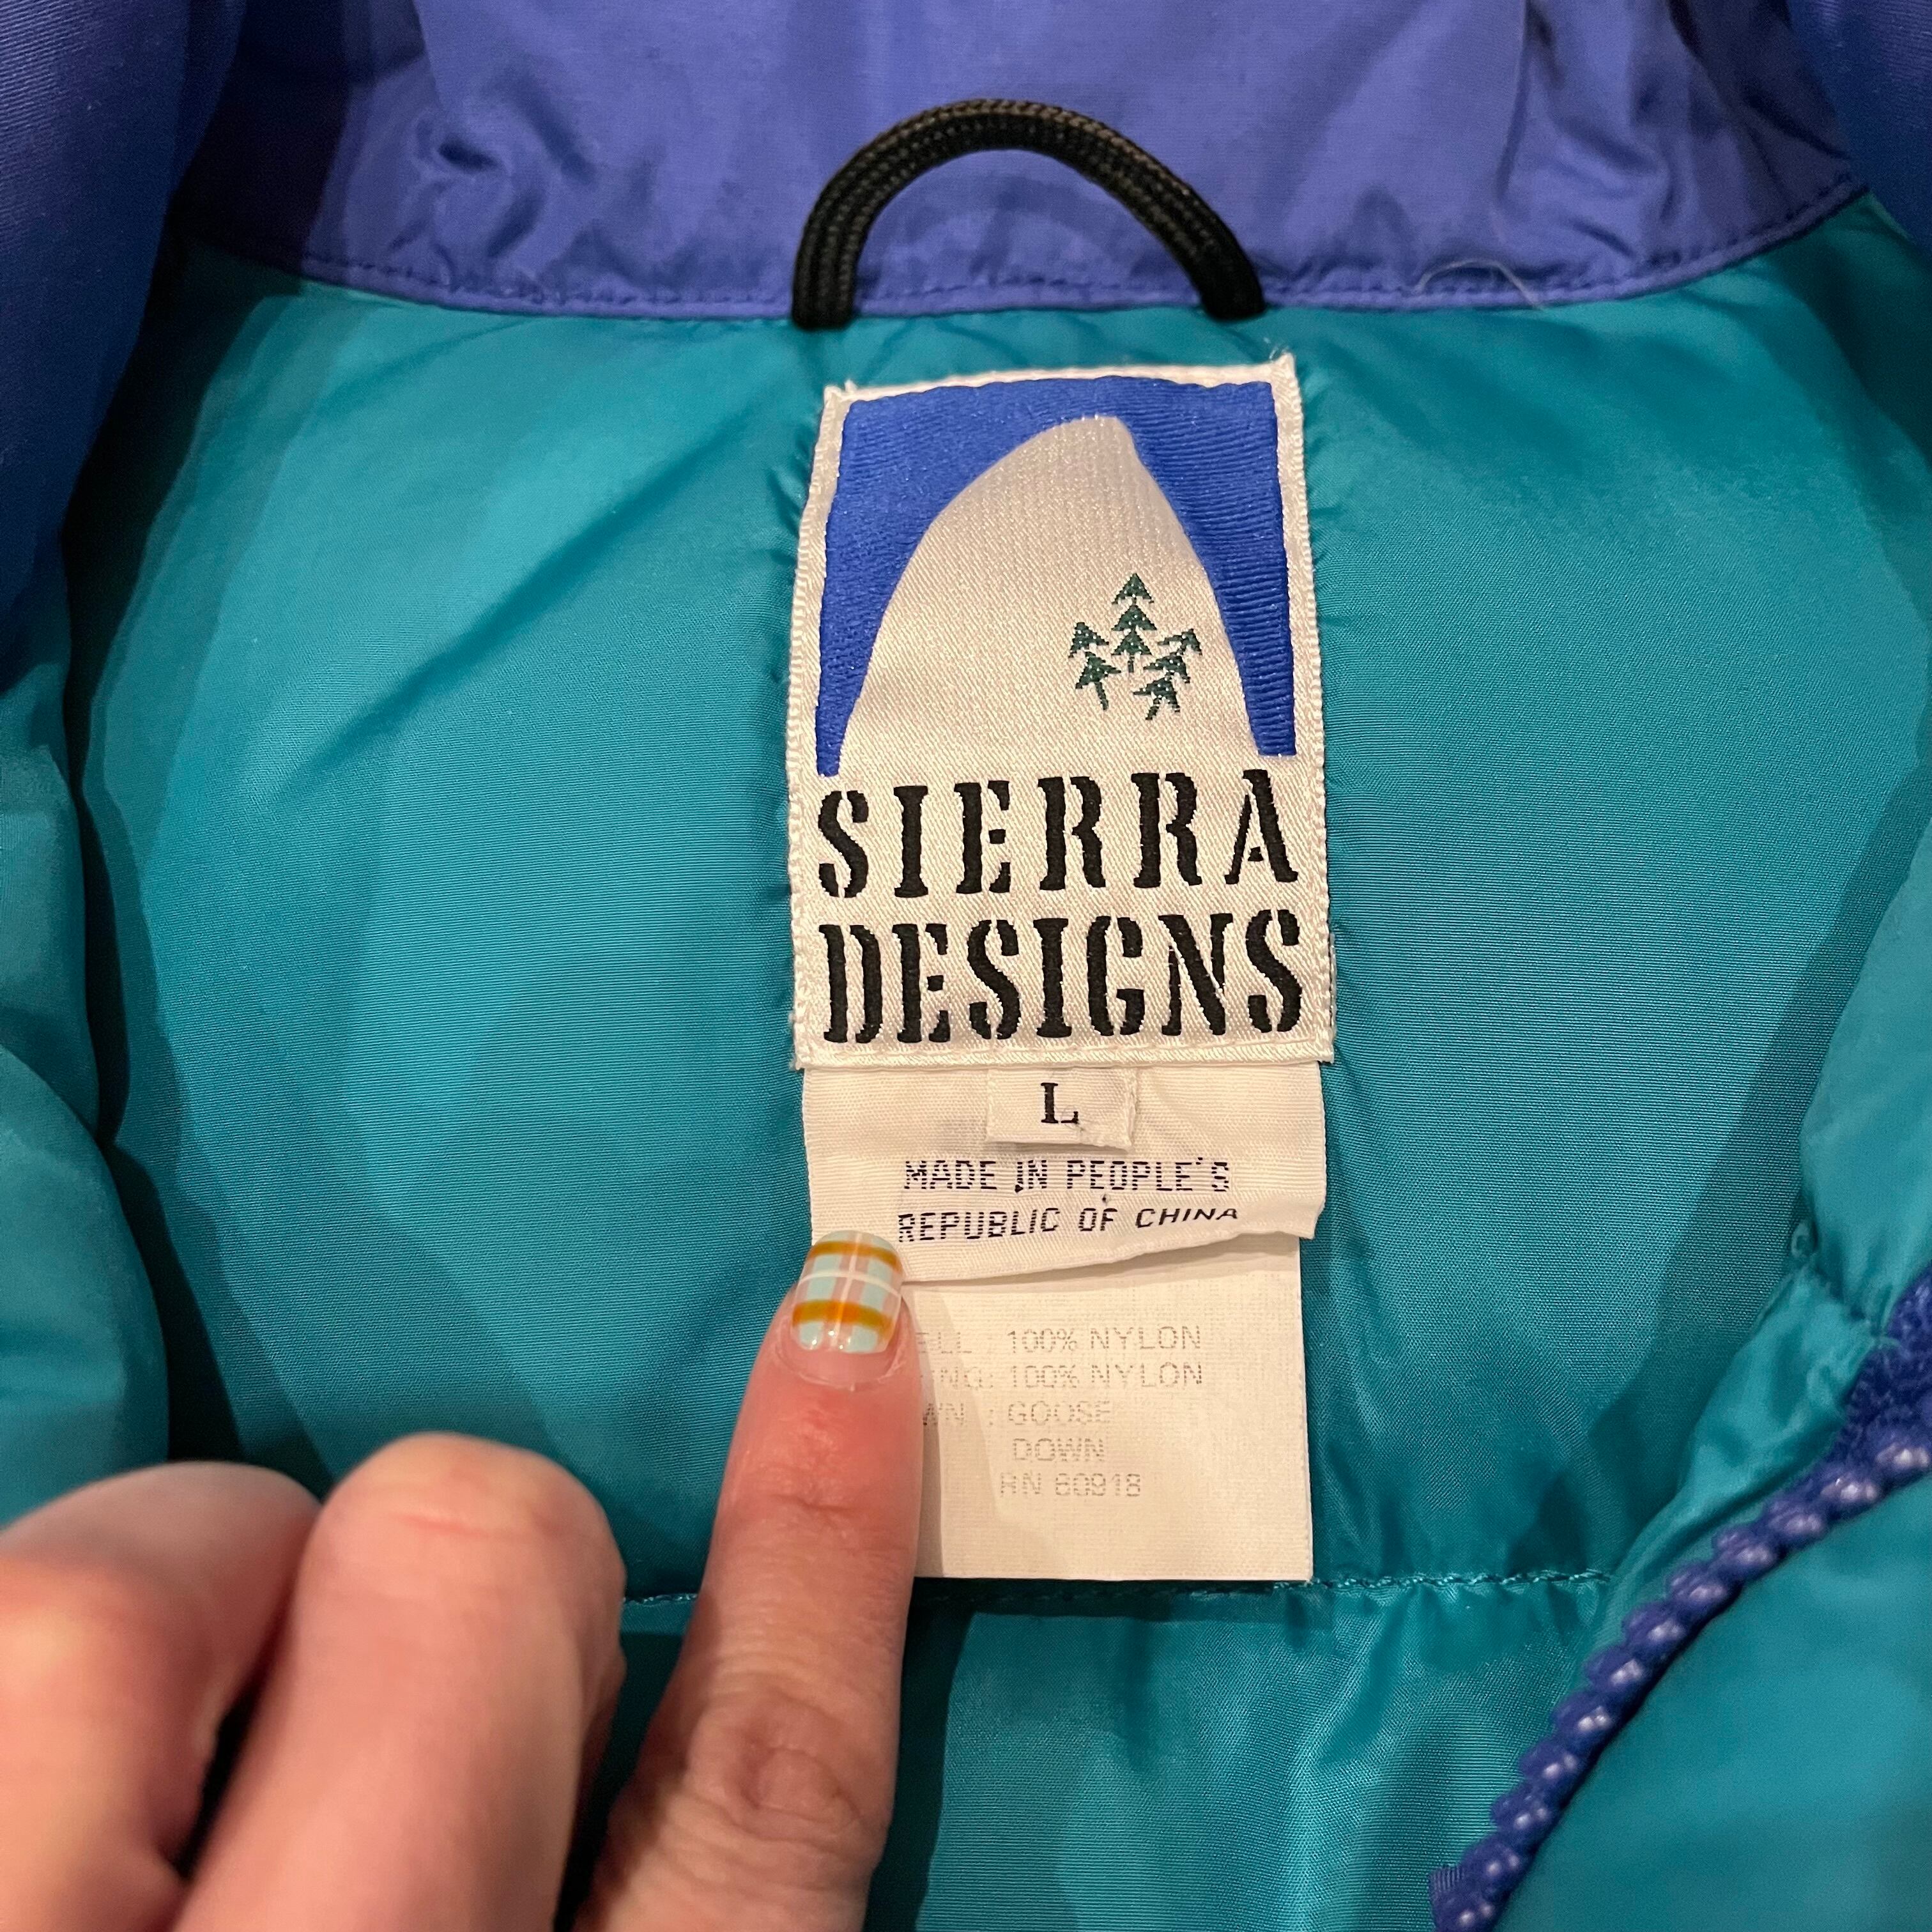 SIERRA
DESIGNS
L
MADE IN PEOPLE'S
REPUBLIC OF CHINA
: 100% NYLON
: 100% NYLON
: GOOSE
DOWN
RN 60918